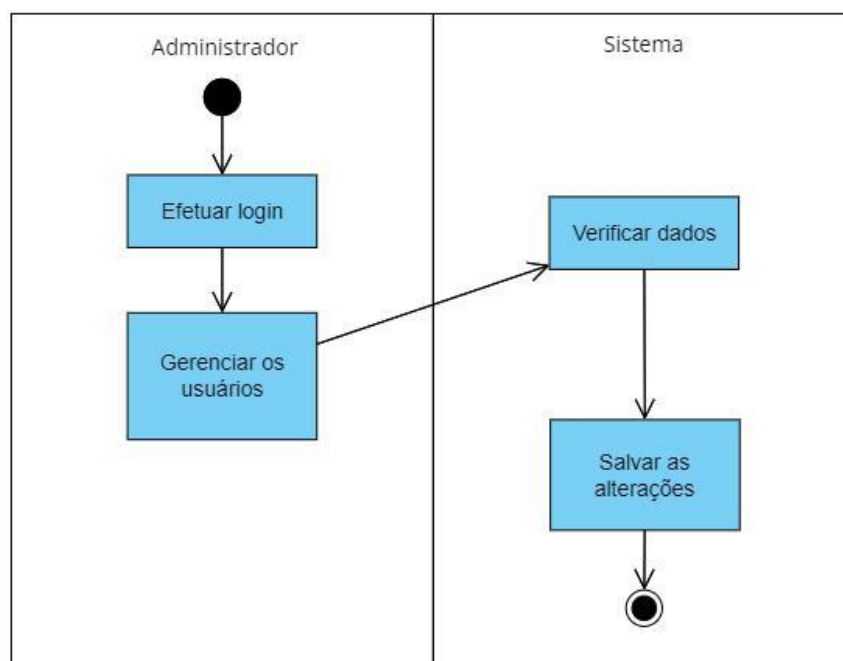 Administrador
Sistema
Efetuar login
Verificar dados
Gerenciar os
usuários
Salvar as
alterações